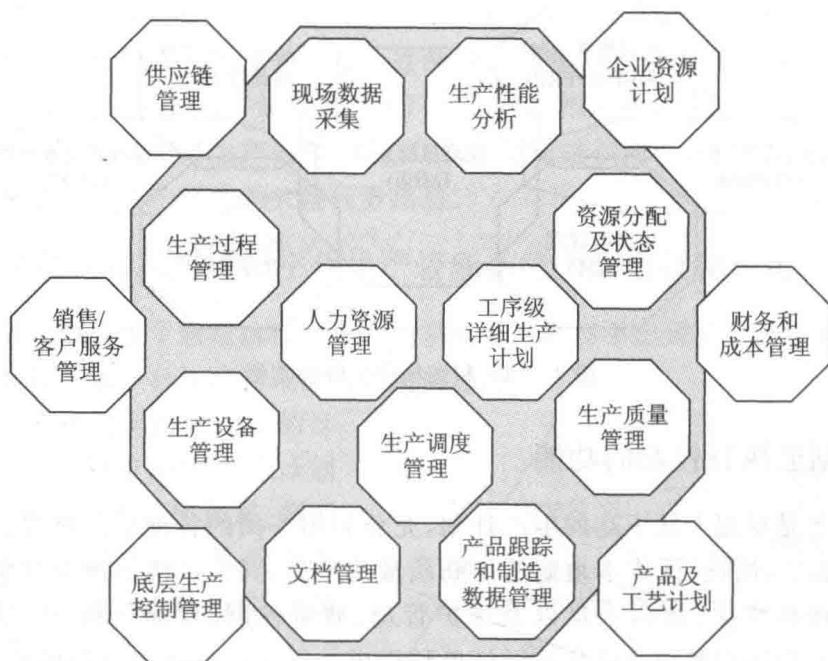 供应链
管理
现场数据
采集
生产性能
分析
企业资源
计划
生产过程
管理
资源分配
及状态
管理
销售/
客户服务
管理
人力资源
管理
工序级
详细生产
计划
财务和
成本管理
生产设备
管理
生产调度
管理
生产质量
管理
底层生产
控制管理
文档管理
产品跟踪
和制造
数据管理
产品及
工艺计划